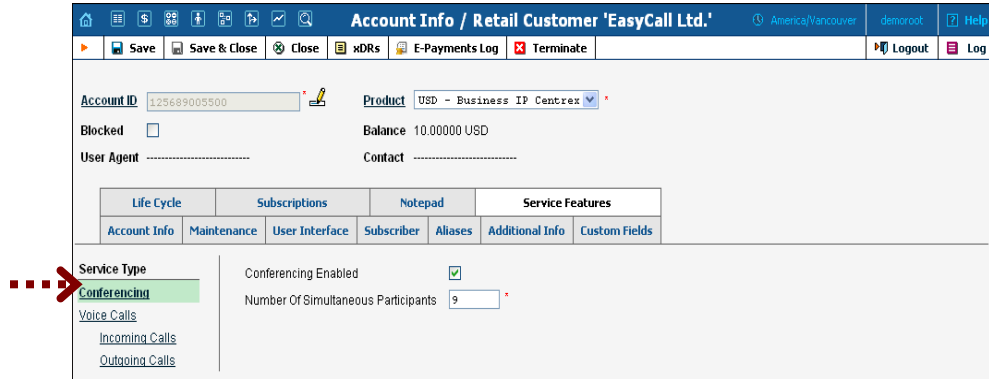 Account Info / Retail Customer 'EasyCall Ltd.' America/Vancouver demoroot ? Help
Save Save & Close Close xDRs E-Payments Log Terminate Logout Log
Account ID 125689005500 * Product USD - Business IP Centrex *
Blocked Balance 10.00000 USD
User Agent ---------------------------- Contact ----------------------------
Life Cycle Subscriptions Notepad Service Features
Account Info Maintenance User Interface Subscriber Aliases Additional Info Custom Fields
Service Type Conferencing Enabled
Conferencing Number Of Simultaneous Participants 9 *
Voice Calls
Incoming Calls
Outgoing Calls